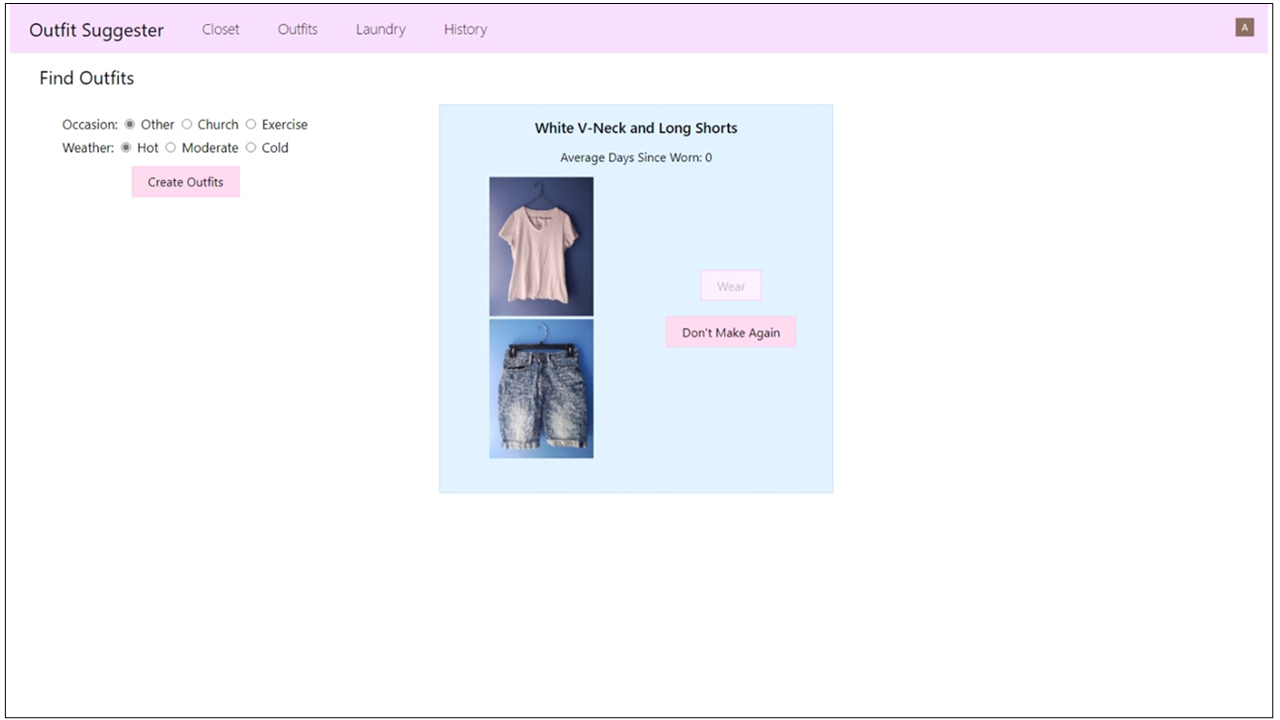 Outfit Suggester Closet Outfits Laundry History A
Find Outfits
Occasion: Other Church Exercise
Weather: Hot Moderate Cold
Create Outfits
White V-Neck and Long Shorts
Average Days Since Worn: 0
Wear
Don't Make Again